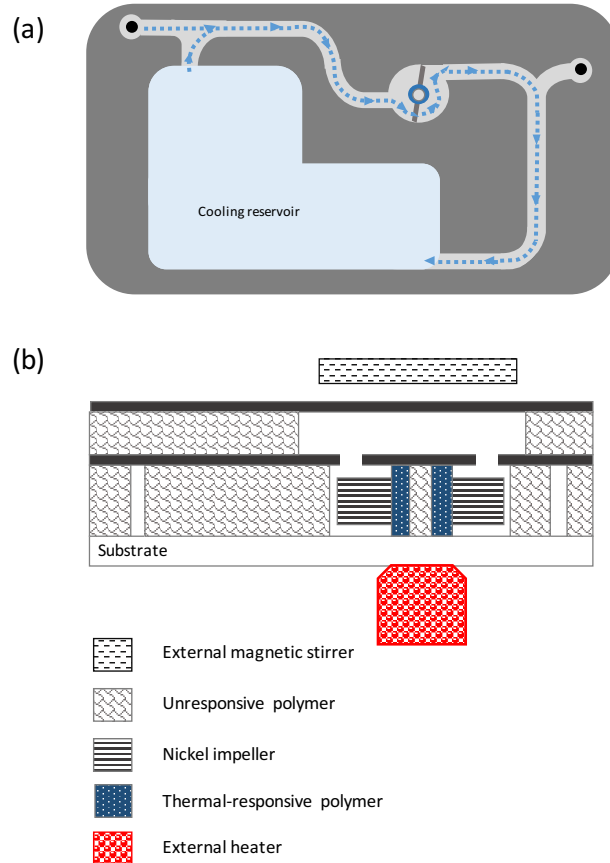 (a)
Cooling reservoir
(b)
Substrate
External magnetic stirrer
Unresponsive polymer
Nickel impeller
Thermal-responsive polymer
External heater